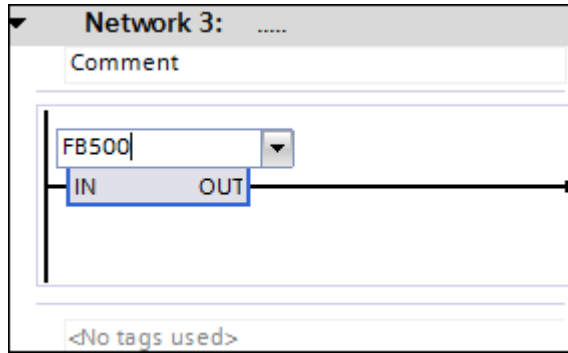 Network 3: .....
Comment
FB500
IN OUT
<No tags used>